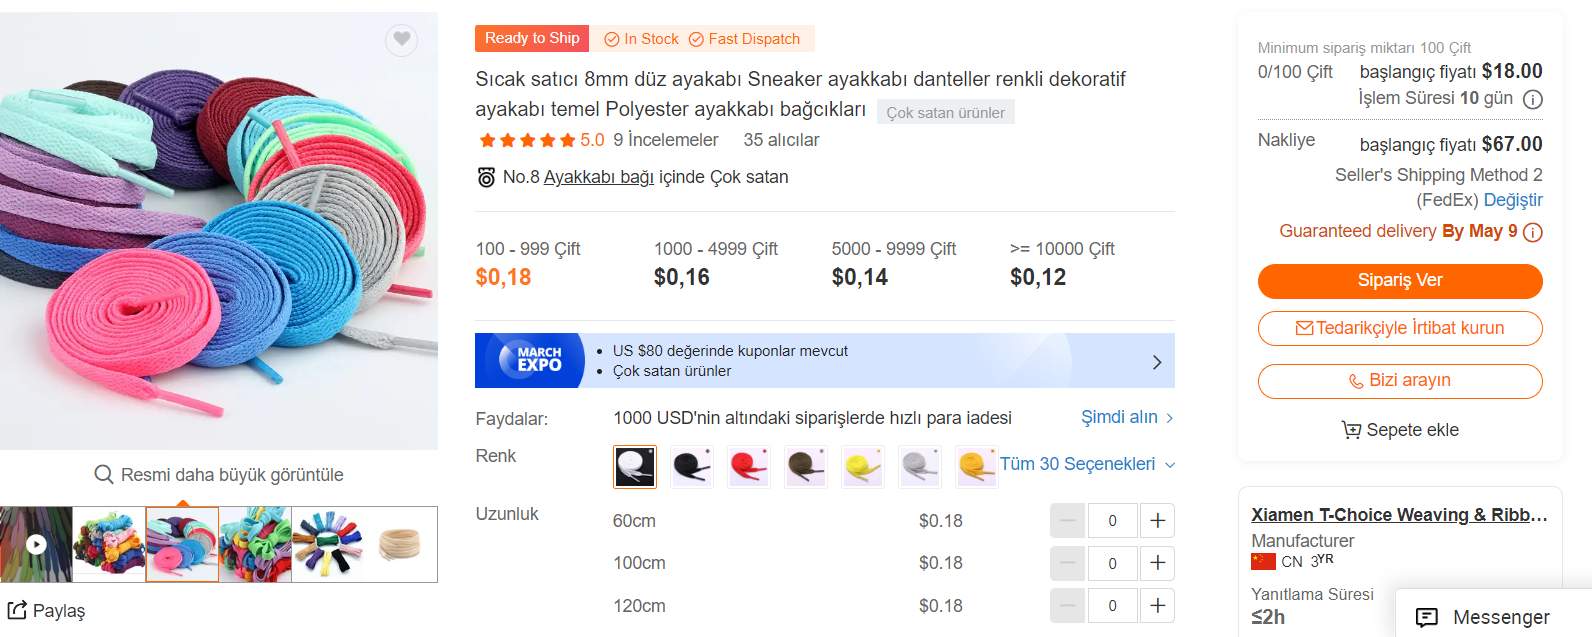 Ready to Ship In Stock Fast Dispatch
Sıcak satıcı 8mm düz ayakabı Sneaker ayakkabı danteller renkli dekoratif
ayakabı temel Polyester ayakkabı bağcıkları Çok satan ürünler
5.0 9 İncelemeler 35 alıcılar
No.8 Ayakkabı bağı içinde Çok satan
100 - 999 Çift 1000 - 4999 Çift 5000 - 9999 Çift >= 10000 Çift
$0,18 $0,16 $0,14 $0,12
MARCH
EXPO
• US $80 değerinde kuponlar mevcut
• Çok satan ürünler
Faydalar: 1000 USD'nin altındaki siparişlerde hızlı para iadesi Şimdi alın >
Renk Tüm 30 Seçenekleri
Uzunluk
60cm $0.18 0 +
100cm $0.18 0 +
120cm $0.18 0 +
Resmi daha büyük görüntüle
Paylaş
Minimum sipariş miktarı 100 Çift
0/100 Çift başlangıç fiyatı $18.00
İşlem Süresi 10 gün
Nakliye başlangıç fiyatı $67.00
Seller's Shipping Method 2
(FedEx) Değiştir
Guaranteed delivery By May 9
Sipariş Ver
Tedarikçiyle İrtibat kurun
Bizi arayın
Sepete ekle
Xiamen T-Choice Weaving & Ribb...
Manufacturer
CN 3YR
Yanıtlama Süresi
≤2h
Messenger